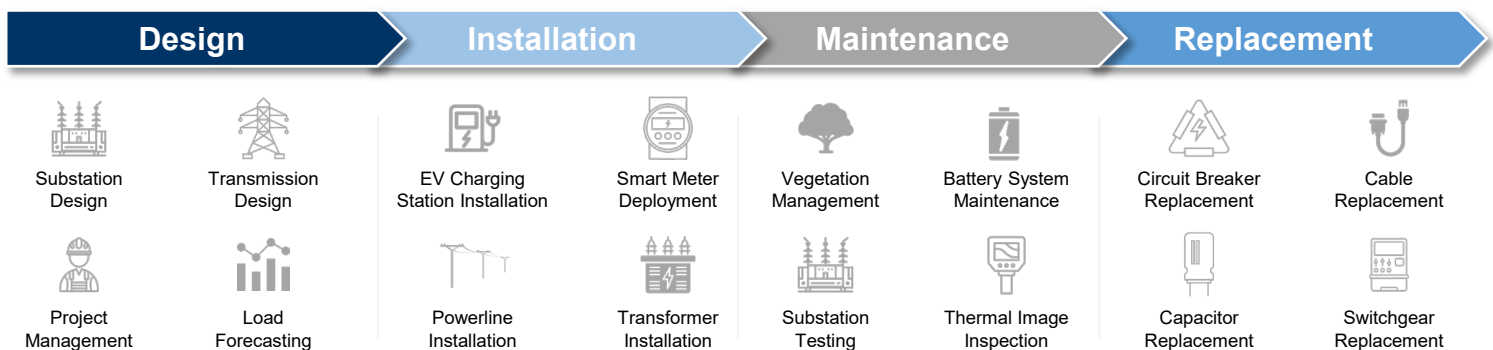 Design
Installation
Maintenance
Replacement
Substation
Design
Transmission
Design
EV Charging
Station Installation
Smart Meter
Deployment
Vegetation
Management
Battery System
Maintenance
Circuit Breaker
Replacement
Cable
Replacement
Project
Management
Load
Forecasting
Powerline
Installation
Transformer
Installation
Substation
Testing
Thermal Image
Inspection
Capacitor
Replacement
Switchgear
Replacement